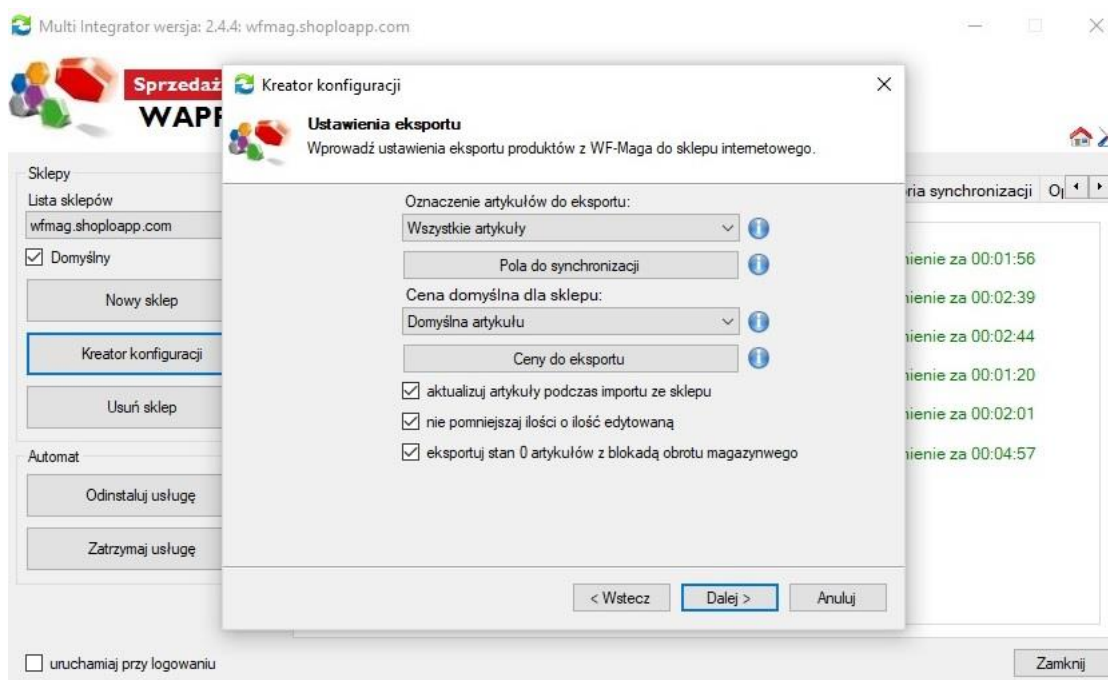 Multi Integrator wersja: 2.4.4: wfmag.shoploapp.com
Sprzedaż
WAPF
Kreator konfiguracji
Ustawienia eksportu
Wprowadź ustawienia eksportu produktów z WF-Maga do sklepu internetowego.
Sklepy
Lista sklepów
wfmag.shoploapp.com
Domyślny
Nowy sklep
Kreator konfiguracji
Usuń sklep
Automat
Odinstaluj usługę
Zatrzymaj usługę
uruchamiaj przy logowaniu
Oznaczenie artykułów do eksportu:
Wszystkie artykuły
Pola do synchronizacji
Cena domyślna dla sklepu:
Domyślna artykułu
Ceny do eksportu
aktualizuj artykuły podczas importu ze sklepu
nie pomniejszaj ilości o ilość edytowaną
eksportuj stan 0 artykułów z blokadą obrotu magazynwego
< Wstecz
Dalej >
Anuluj
ria synchronizacji
ienie za 00:01:56
ienie za 00:02:39
ienie za 00:02:44
ienie za 00:01:20
ienie za 00:02:01
ienie za 00:04:57
Zamknij